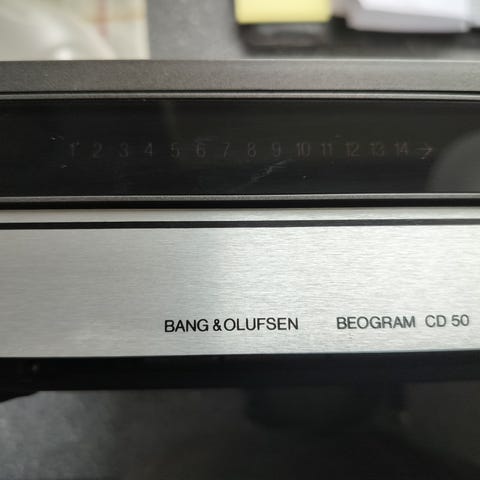 1 2 3 4 5 6 7 8 9 10 11 12 13 14 →
BANG & OLUFSEN BEOGRAM CD 50